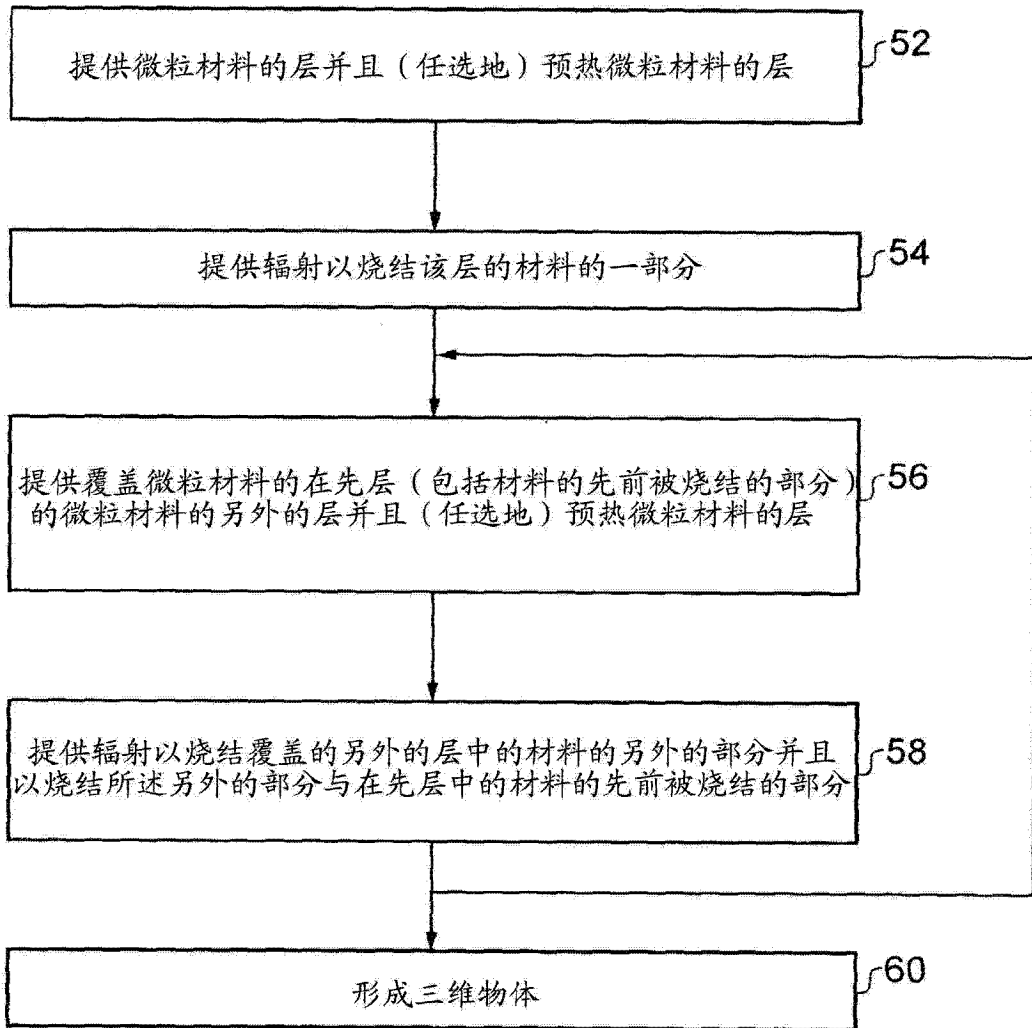 提供微粒材料的层并且（任选地）预热微粒材料的层
52
提供辐射以烧结该层的材料的一部分
54
提供覆盖微粒材料的在先层（包括材料的先前被烧结的部分）
的微粒材料的另外的层并且（任选地）预热微粒材料的层
56
提供辐射以烧结覆盖的另外的层中的材料的另外的部分并且
以烧结所述另外的部分与在先层中的材料的先前被烧结的部分
58
形成三维物体
60